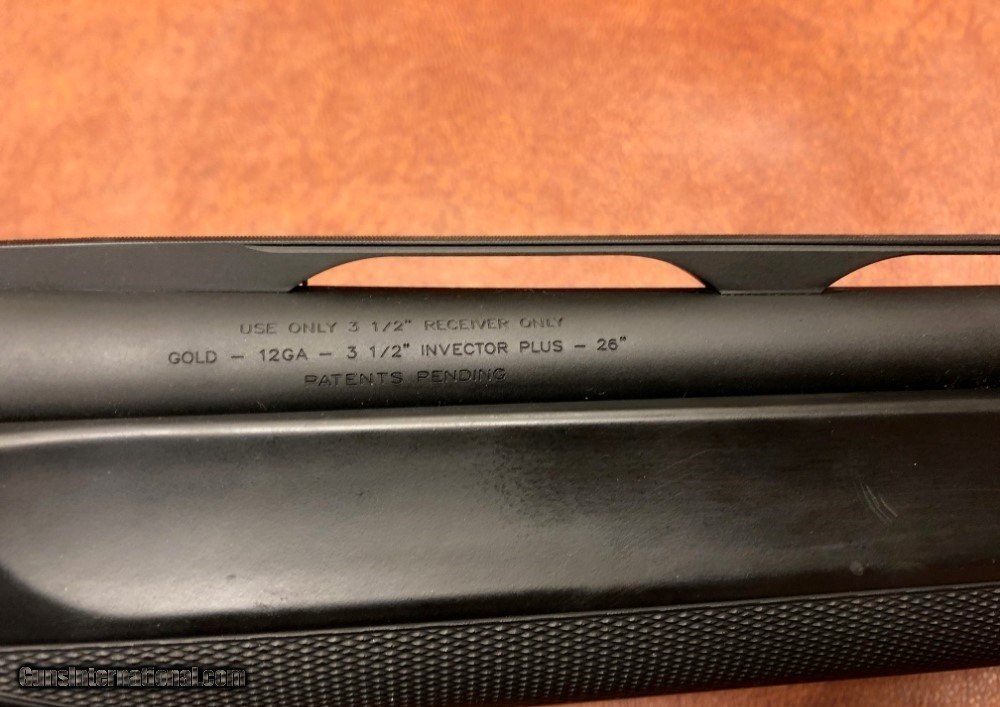 USE ONLY 3 1/2" RECEIVER ONLY
GOLD - 12GA - 3 1/2" INVECTOR PLUS - 26"
PATENTS PENDING
GunsInternational.com